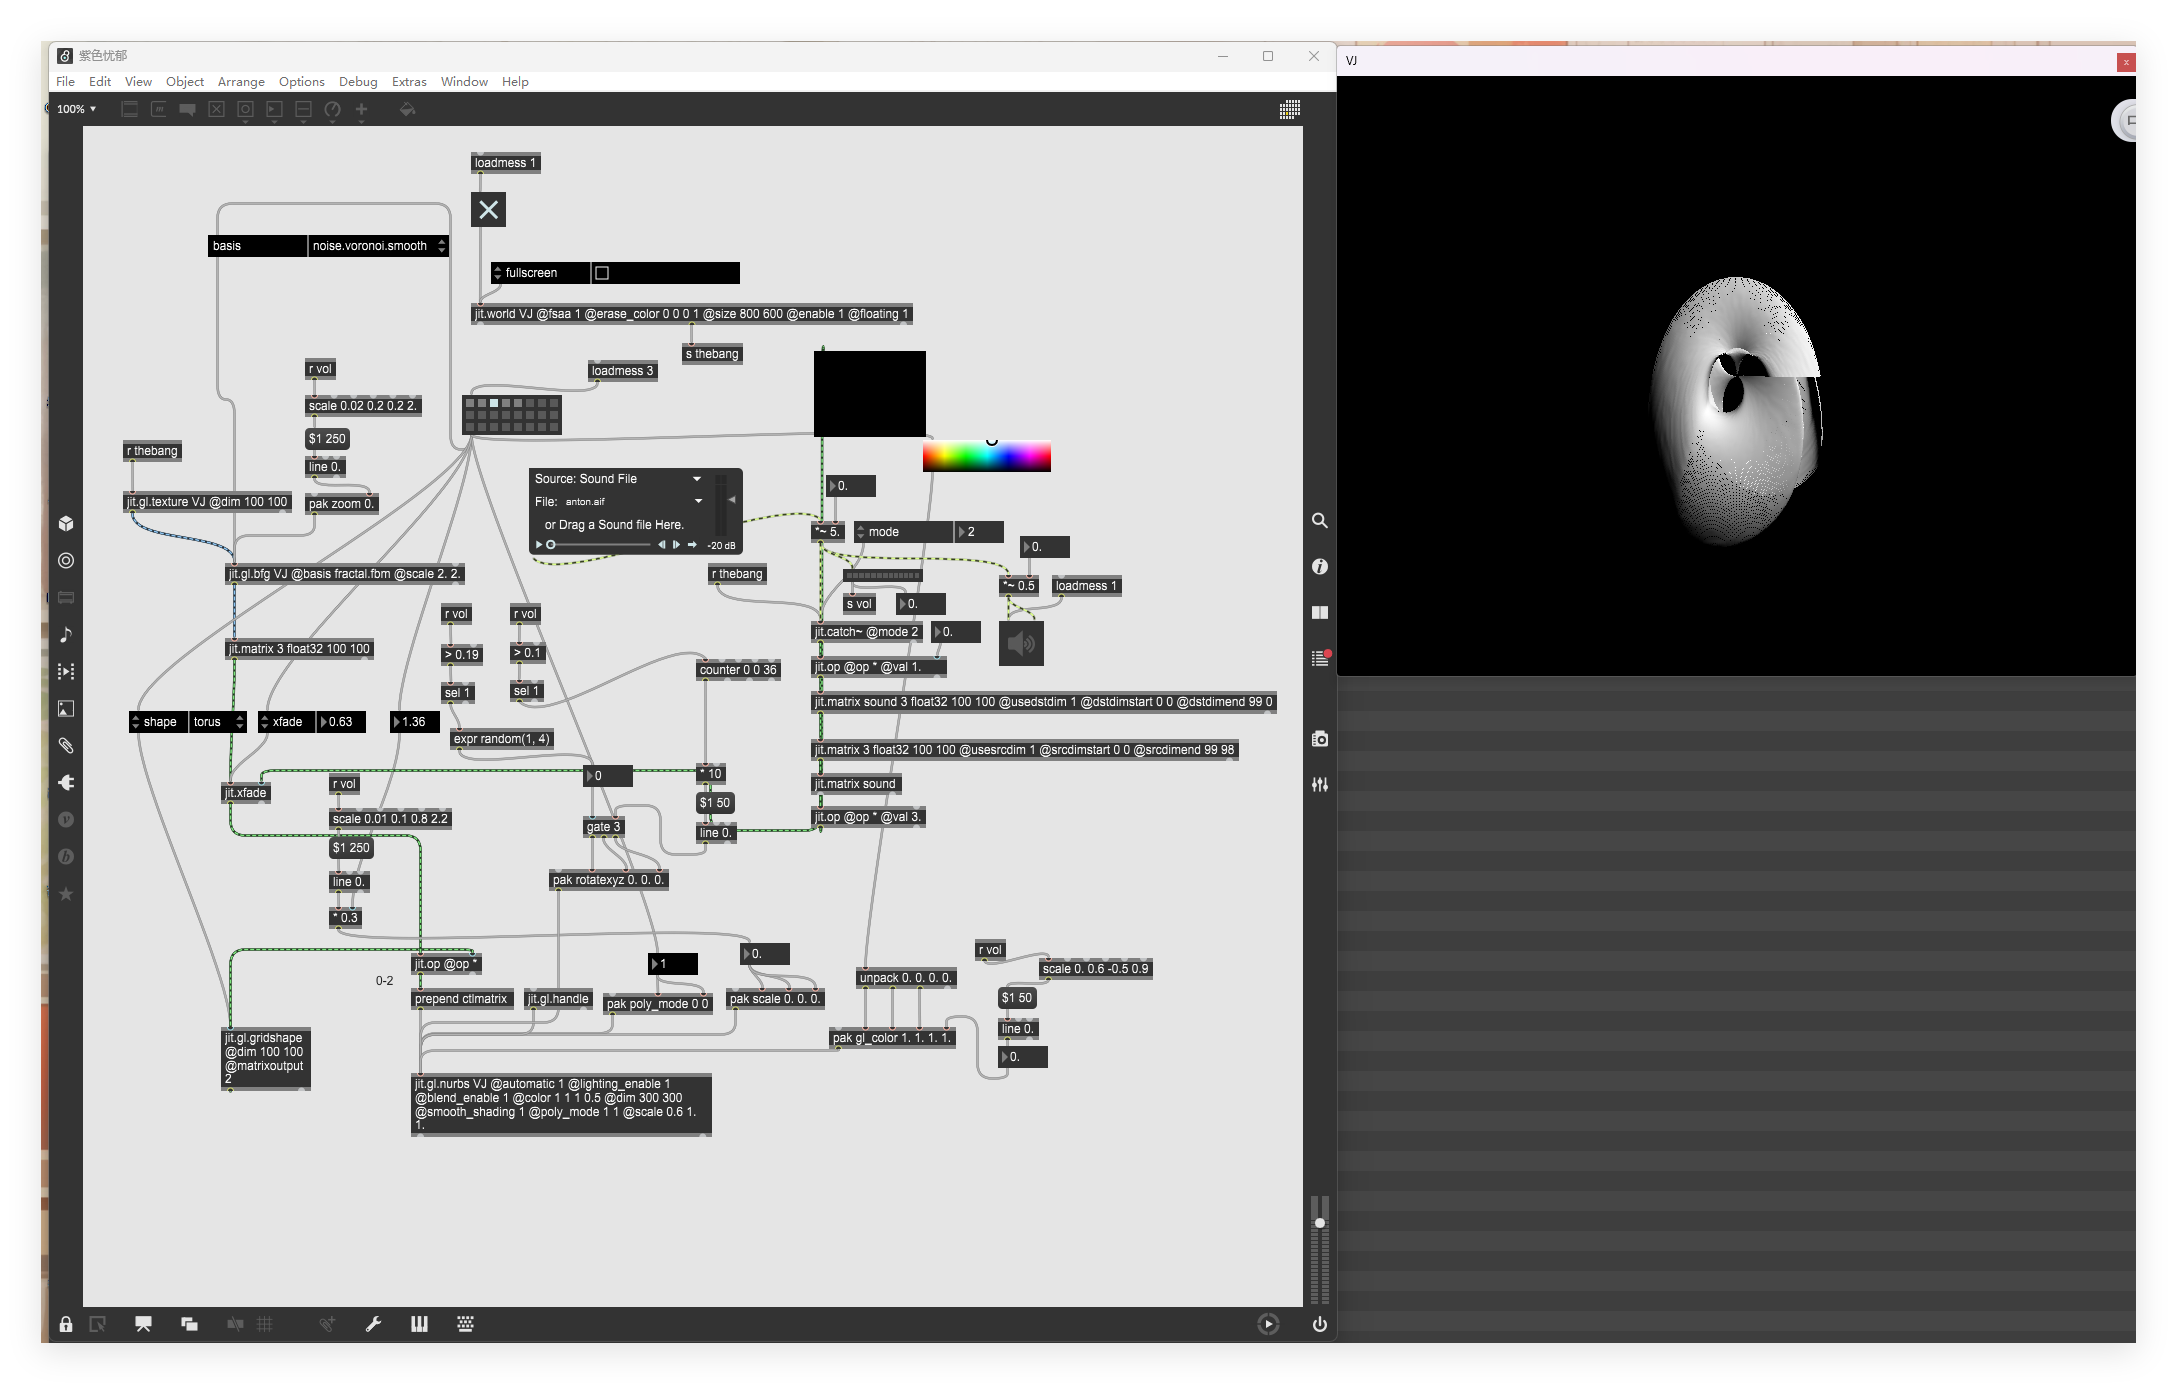 紫色忧郁
File Edit View Object Arrange Options Debug Extras Window Help
100%
VJ
loadmess 1
basis noise.voronoi.smooth
fullscreen
jit.world VJ @fsaa 1 @erase_color 0 0 0 1 @size 800 600 @enable 1 @floating 1
s thebang
r vol
loadmess 3
scale 0.02 0.2 0.2 2.
$1 250
line 0.
r thebang
jit.gl.texture VJ @dim 100 100
pak zoom 0.
Source: Sound File
File: anton.aif
or Drag a Sound file Here.
-20 dB
0.
*~ 5.
mode 2
0.
jit.gl.bfg VJ @basis fractal.fbm @scale 2. 2.
r thebang
*~ 0.5
loadmess 1
s vol
0.
r vol
r vol
jit.catch~ @mode 2
0.
jit.matrix 3 float32 100 100
> 0.19
> 0.1
counter 0 0 36
jit.op @op * @val 1.
sel 1
sel 1
jit.matrix sound 3 float32 100 100 @usedstdim 1 @dstdimstart 0 0 @dstdimend 99 0
shape torus
xfade 0.63
1.36
expr random(1, 4)
jit.matrix 3 float32 100 100 @usesrcdim 1 @srcdimstart 0 0 @srcdimend 99 98
0
* 10
r vol
jit.matrix sound
jit.xfade
$1 50
scale 0.01 0.1 0.8 2.2
gate 3
line 0.
jit.op @op * @val 3.
$1 250
line 0.
pak rotatexyz 0. 0. 0.
* 0.3
r vol
0.
jit.op @op *
1
scale 0. 0.6 -0.5 0.9
0-2
unpack 0. 0. 0. 0.
prepend ctlmatrix
jit.gl.handle
pak poly_mode 0 0
pak scale 0. 0. 0.
$1 50
line 0.
jit.gl.gridshape
@dim 100 100
@matrixoutput
2
pak gl_color 1. 1. 1. 1.
0.
jit.gl.nurbs VJ @automatic 1 @lighting_enable 1
@blend_enable 1 @color 1 1 1 0.5 @dim 300 300
@smooth_shading 1 @poly_mode 1 1 @scale 0.6 1.
1.